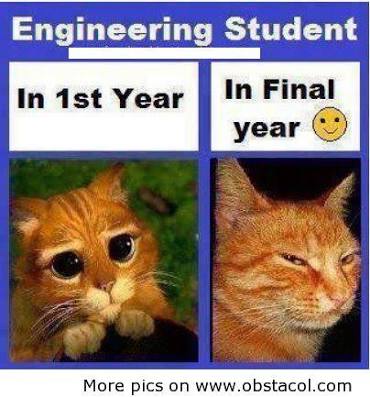 Engineering Student
In 1st Year
In Final
year
More pics on www.obstacol.com